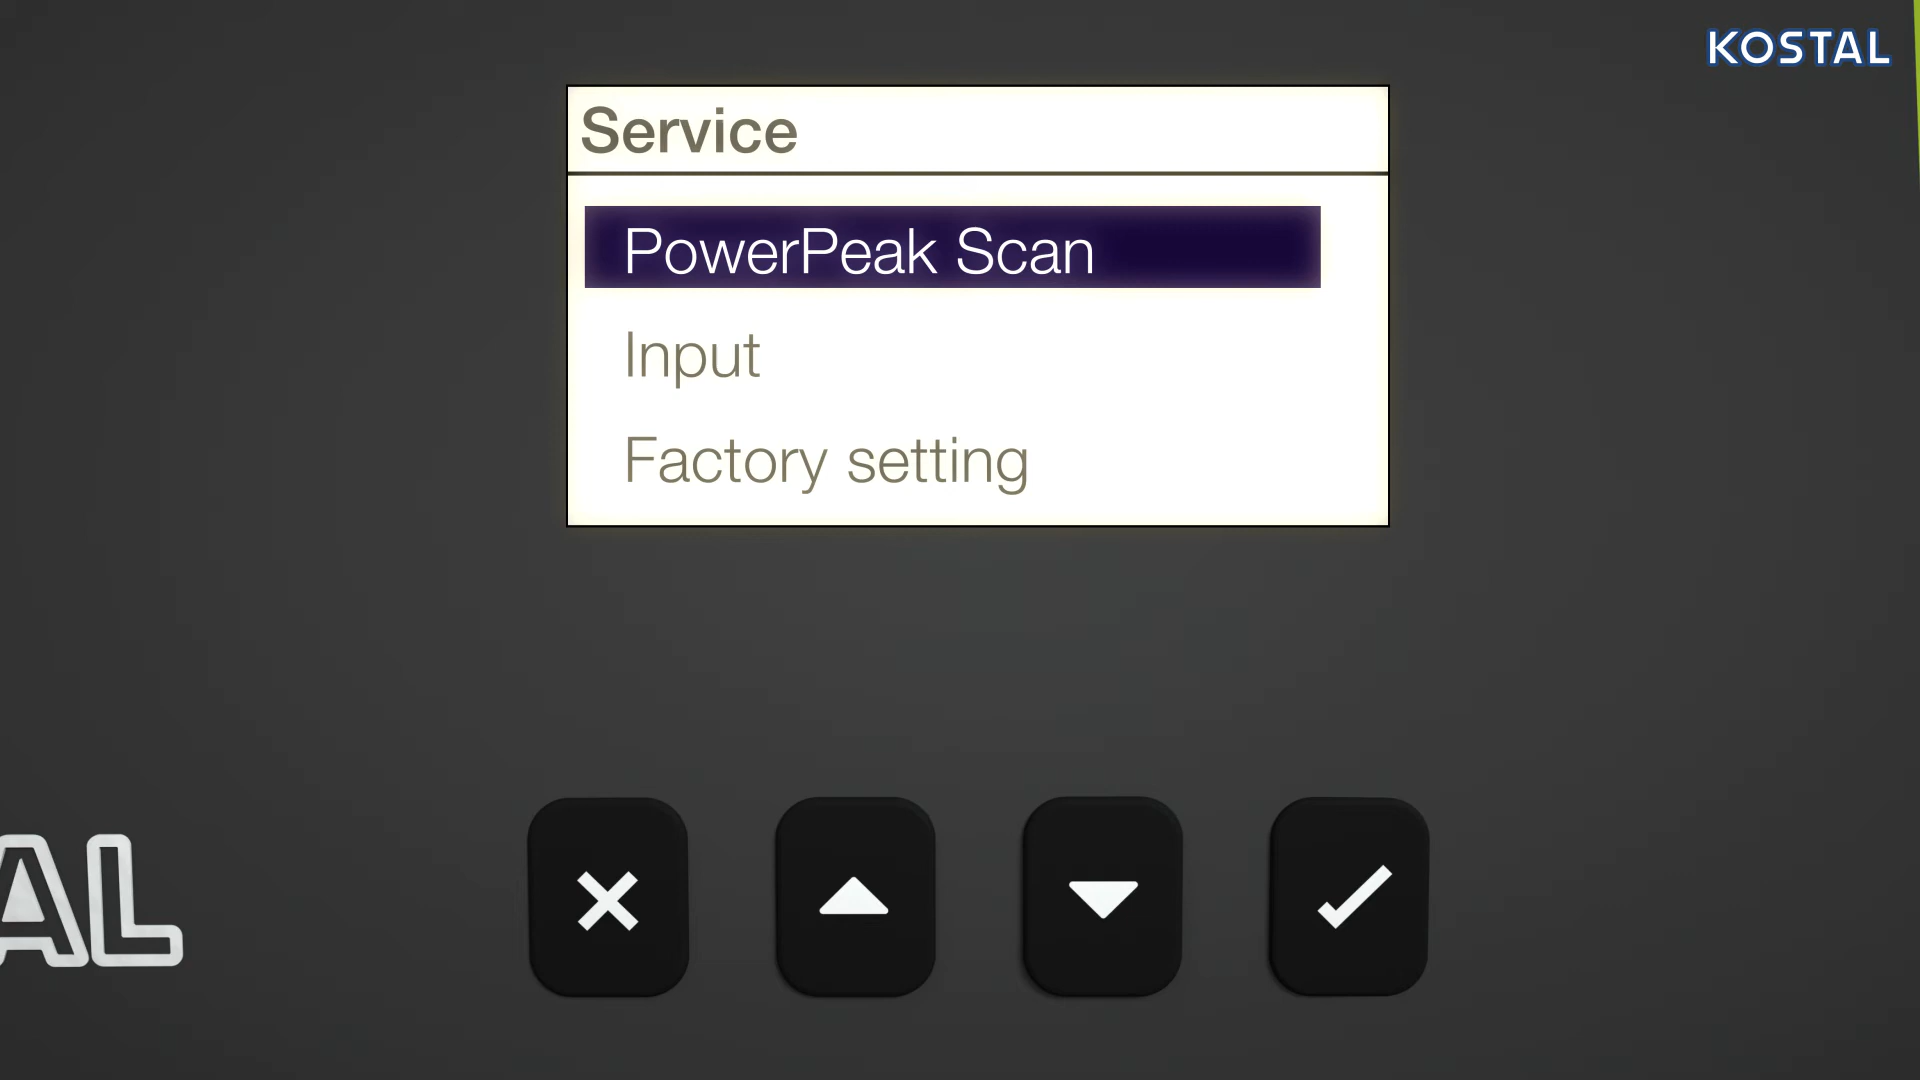 KOSTAL
Service
PowerPeak Scan
Input
Factory setting
AL